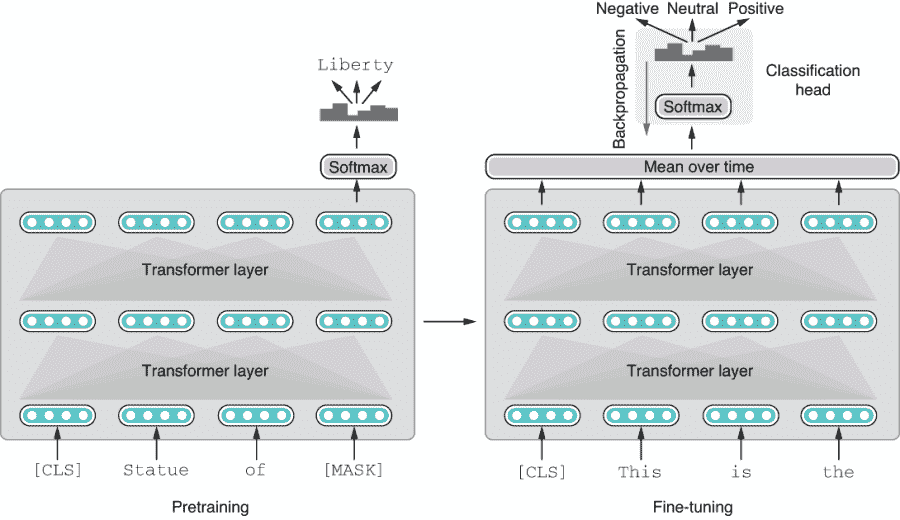 Liberty
Softmax
Transformer layer
Transformer layer
[CLS] Statue of [MASK]
Pretraining
Negative Neutral Positive
Backpropagation
Softmax
Classification
head
Mean over time
Transformer layer
Transformer layer
[CLS] This is the
Fine-tuning